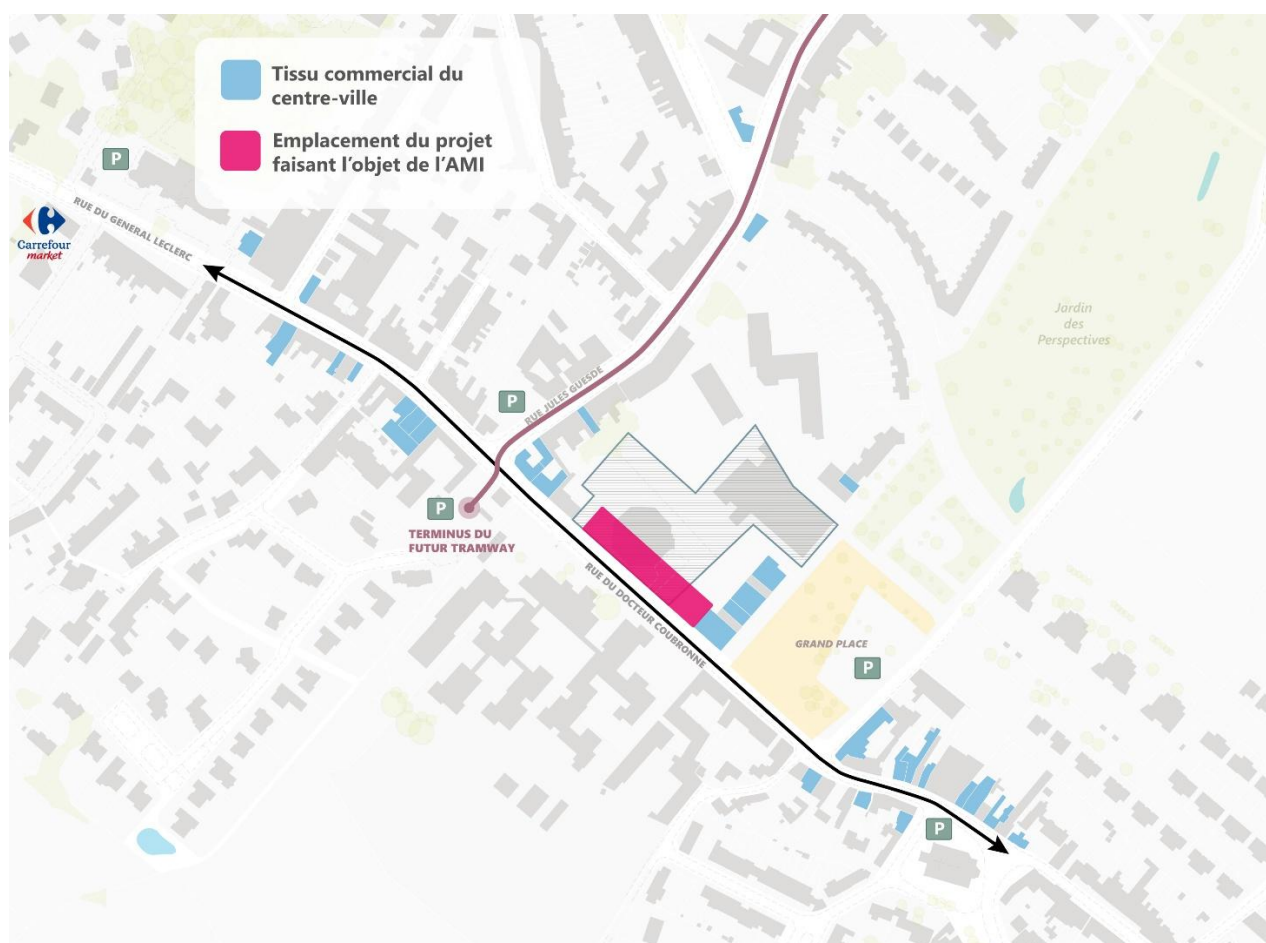 Tissu commercial du
centre-ville
Emplacement du projet
faisant l'objet de l'AMI
P
RUE DU GENERAL LECLERC
Carrefour
market
Jardin
des
Perspectives
P
RUE JULES GUESDE
P
TERMINUS DU
FUTUR TRAMWAY
RUE DU DOCTEUR COUBRONNE
GRAND PLACE
P
P